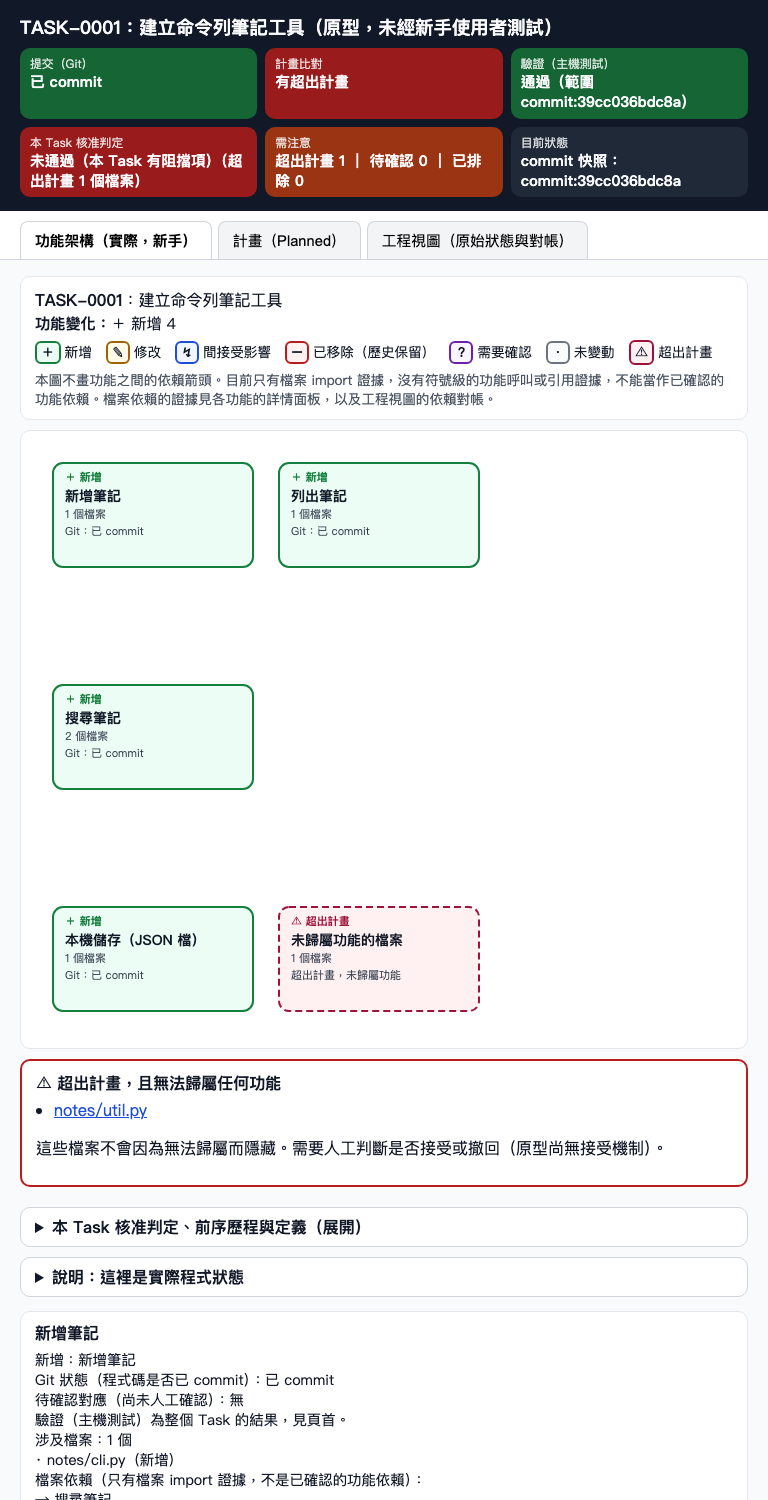 TASK-0001：建立命令列筆記工具（原型，未經新手使用者測試）
提交（Git）
已 commit
計畫比對
有超出計畫
驗證（主機測試）
通過（範圍
commit:39cc036bdc8a）
本 Task 核准判定
未通過（本 Task 有阻擋項）（超
出計畫 1 個檔案）
需注意
超出計畫 1 ｜ 待確認 0 ｜ 已排
除 0
目前狀態
commit 快照：
commit:39cc036bdc8a
功能架構（實際，新手）
計畫（Planned）
工程視圖（原始狀態與對帳）
TASK-0001：建立命令列筆記工具
功能變化：＋ 新增 4
＋ 新增 ✎ 修改 ↯ 間接受影響 － 已移除（歷史保留） ? 需要確認 · 未變動 ⚠ 超出計畫
本圖不畫功能之間的依賴箭頭。目前只有檔案 import 證據，沒有符號級的功能呼叫或引用證據，不能當作已確認的
功能依賴。檔案依賴的證據見各功能的詳情面板，以及工程視圖的依賴對帳。
＋ 新增
新增筆記
1 個檔案
Git：已 commit
＋ 新增
列出筆記
1 個檔案
Git：已 commit
＋ 新增
搜尋筆記
2 個檔案
Git：已 commit
＋ 新增
本機儲存（JSON 檔）
1 個檔案
Git：已 commit
⚠ 超出計畫
未歸屬功能的檔案
1 個檔案
超出計畫，未歸屬功能
⚠ 超出計畫，且無法歸屬任何功能
• notes/util.py
這些檔案不會因為無法歸屬而隱藏。需要人工判斷是否接受或撤回（原型尚無接受機制）。
▶ 本 Task 核准判定、前序歷程與定義（展開）
▶ 說明：這裡是實際程式狀態
新增筆記
新增：新增筆記
Git 狀態（程式碼是否已 commit）：已 commit
待確認對應（尚未人工確認）：無
驗證（主機測試）為整個 Task 的結果，見頁首。
涉及檔案：1 個
· notes/cli.py（新增）
檔案依賴（只有檔案 import 證據，不是已確認的功能依賴）：
→ 搜尋筆記